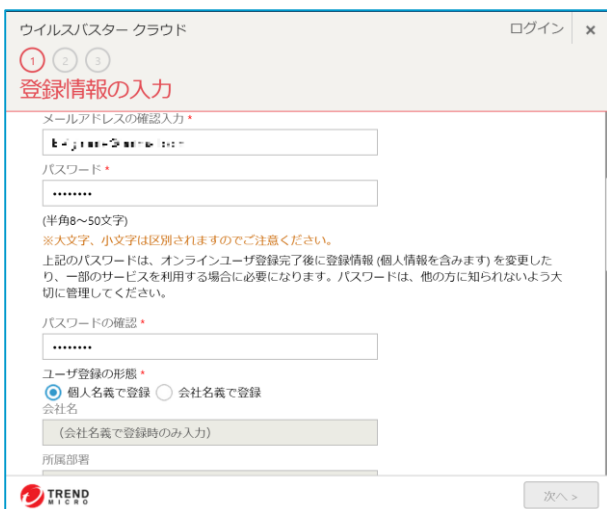 ウイルスバスター クラウド
ログイン ×
1 2 3
登録情報の入力
メールアドレスの確認入力 *
パスワード *
••••••••
(半角8～50文字)
※大文字、小文字は区別されますのでご注意ください。
上記のパスワードは、オンラインユーザ登録完了後に登録情報 (個人情報を含みます) を変更した
り、一部のサービスを利用する場合に必要になります。パスワードは、他の方に知られないよう大
切に管理してください。
パスワードの確認 *
••••••••
ユーザ登録の形態 *
個人名義で登録 会社名義で登録
会社名
（会社名義で登録時のみ入力）
所属部署
TREND
MICRO
次へ >